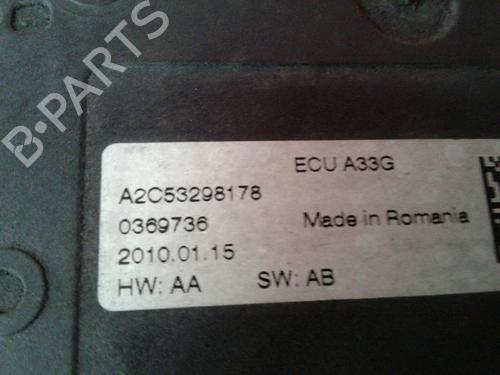 B-PARTS
ECU A33G
A2C53298178
0369736 Made in Romania
2010.01.15
HW: AA SW: AB